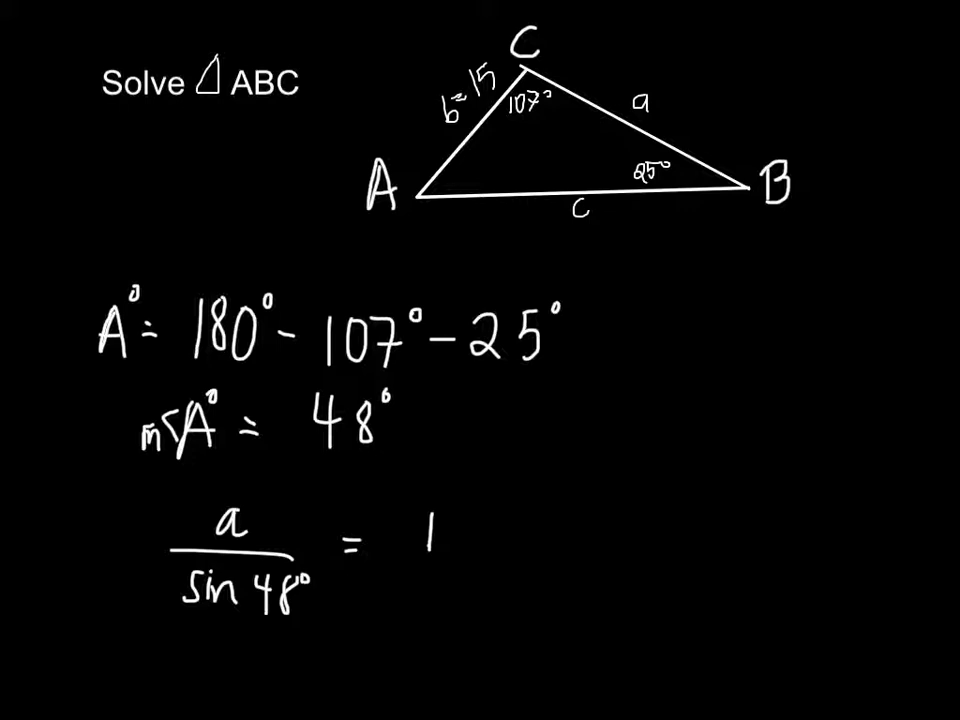 Solve △ ABC
C
b=15
107°
a
A
25°
B
c
A° = 180° - 107° - 25°
m<A° = 48°
a/sin 48° = 1